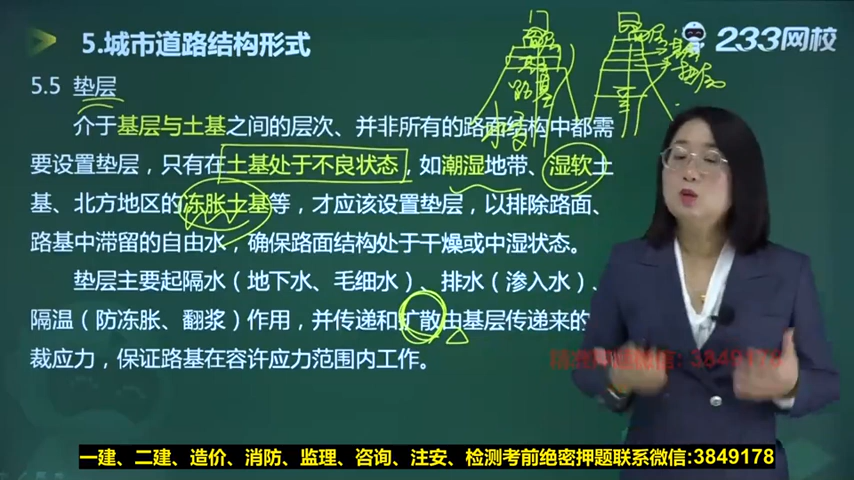 5.城市道路结构形式
233网校
5.5 垫层
介于基层与土基之间的层次、并非所有的路面结构中都需
要设置垫层，只有在土基处于不良状态，如潮湿地带、湿软土
基、北方地区的冻胀土基等，才应该设置垫层，以排除路面、
路基中滞留的自由水，确保路面结构处于干燥或中湿状态。
垫层主要起隔水（地下水、毛细水）、排水（渗入水）、
隔温（防冻胀、翻浆）作用，并传递和扩散由基层传递来的
裁应力，保证路基在容许应力范围内工作。
: 3849178
一建、二建、造价、消防、监理、咨询、注安、检测考前绝密押题联系微信:3849178